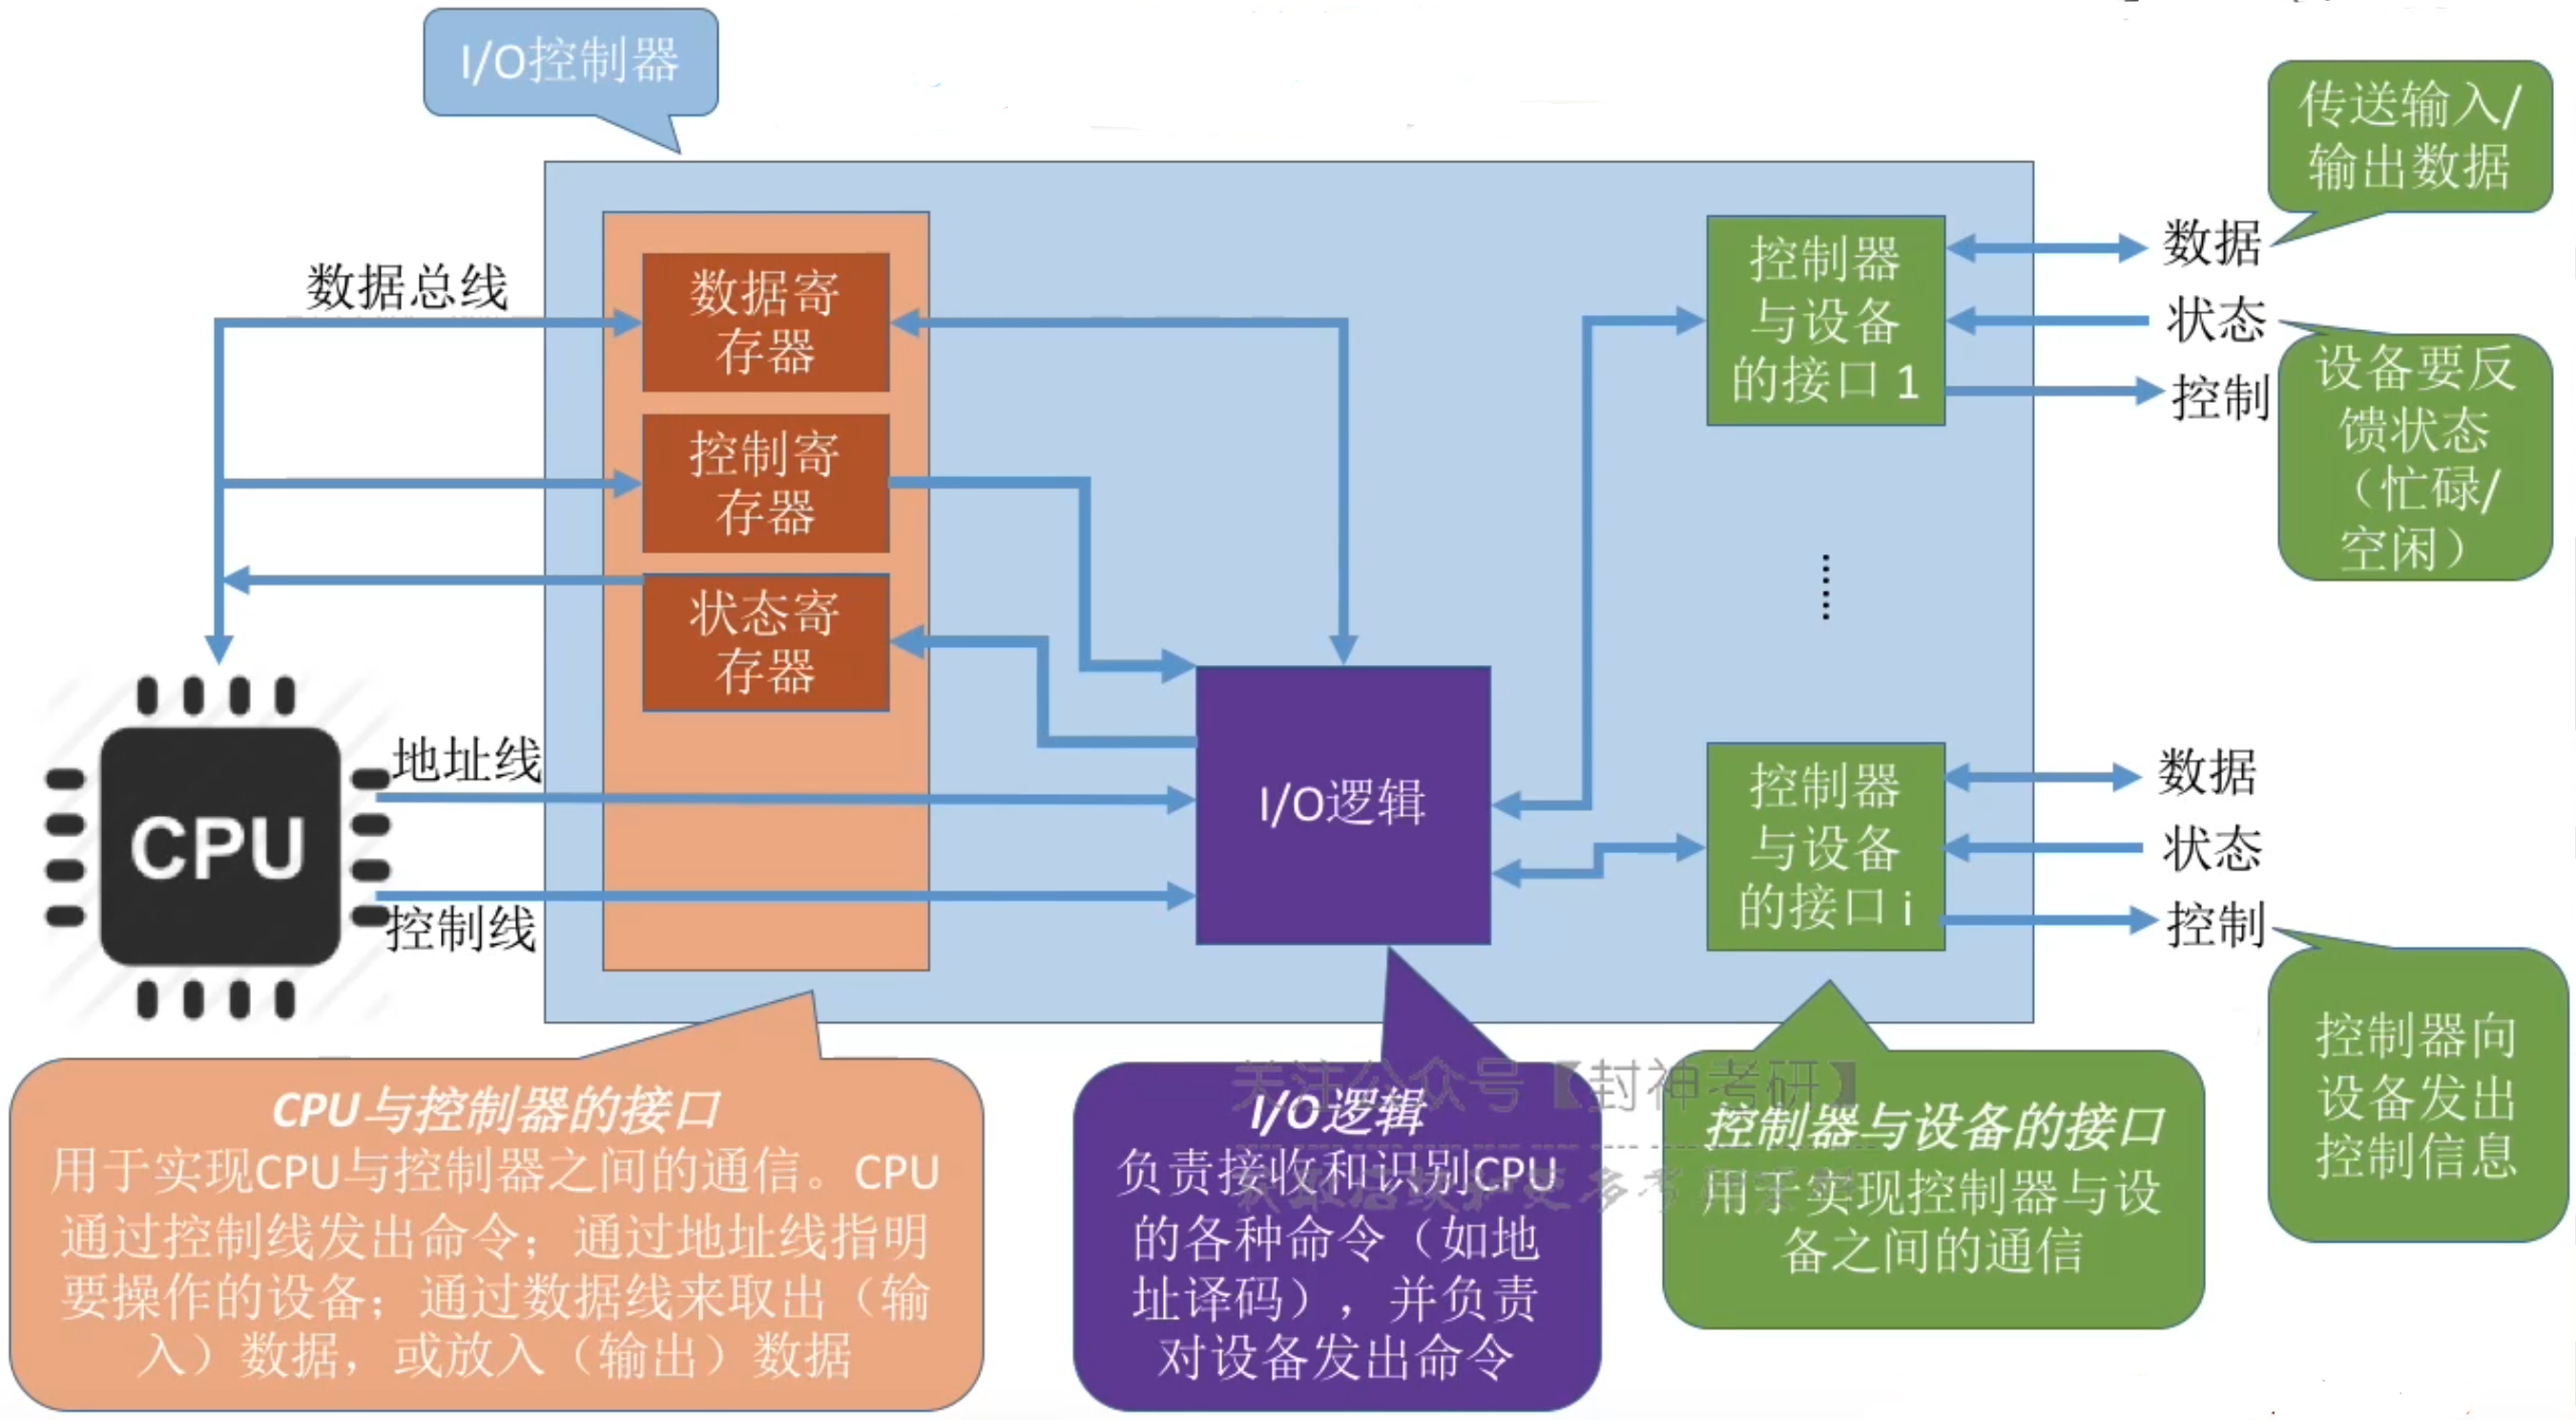 I/O控制器
传送输入/
输出数据
数据总线
数据寄
存器
控制寄
存器
状态寄
存器
控制器
与设备
的接口 1
数据
状态
控制
设备要反
馈状态
（忙碌/
空闲）
……
CPU
地址线
控制线
I/O逻辑
控制器
与设备
的接口 i
数据
状态
控制
控制器向
设备发出
控制信息
CPU与控制器的接口
用于实现CPU与控制器之间的通信。CPU
通过控制线发出命令；通过地址线指明
要操作的设备；通过数据线来取出（输
入）数据，或放入（输出）数据
I/O逻辑
负责接收和识别CPU
的各种命令（如地
址译码），并负责
对设备发出命令
控制器与设备的接口
用于实现控制器与设
备之间的通信
关注公众号【封神考研】